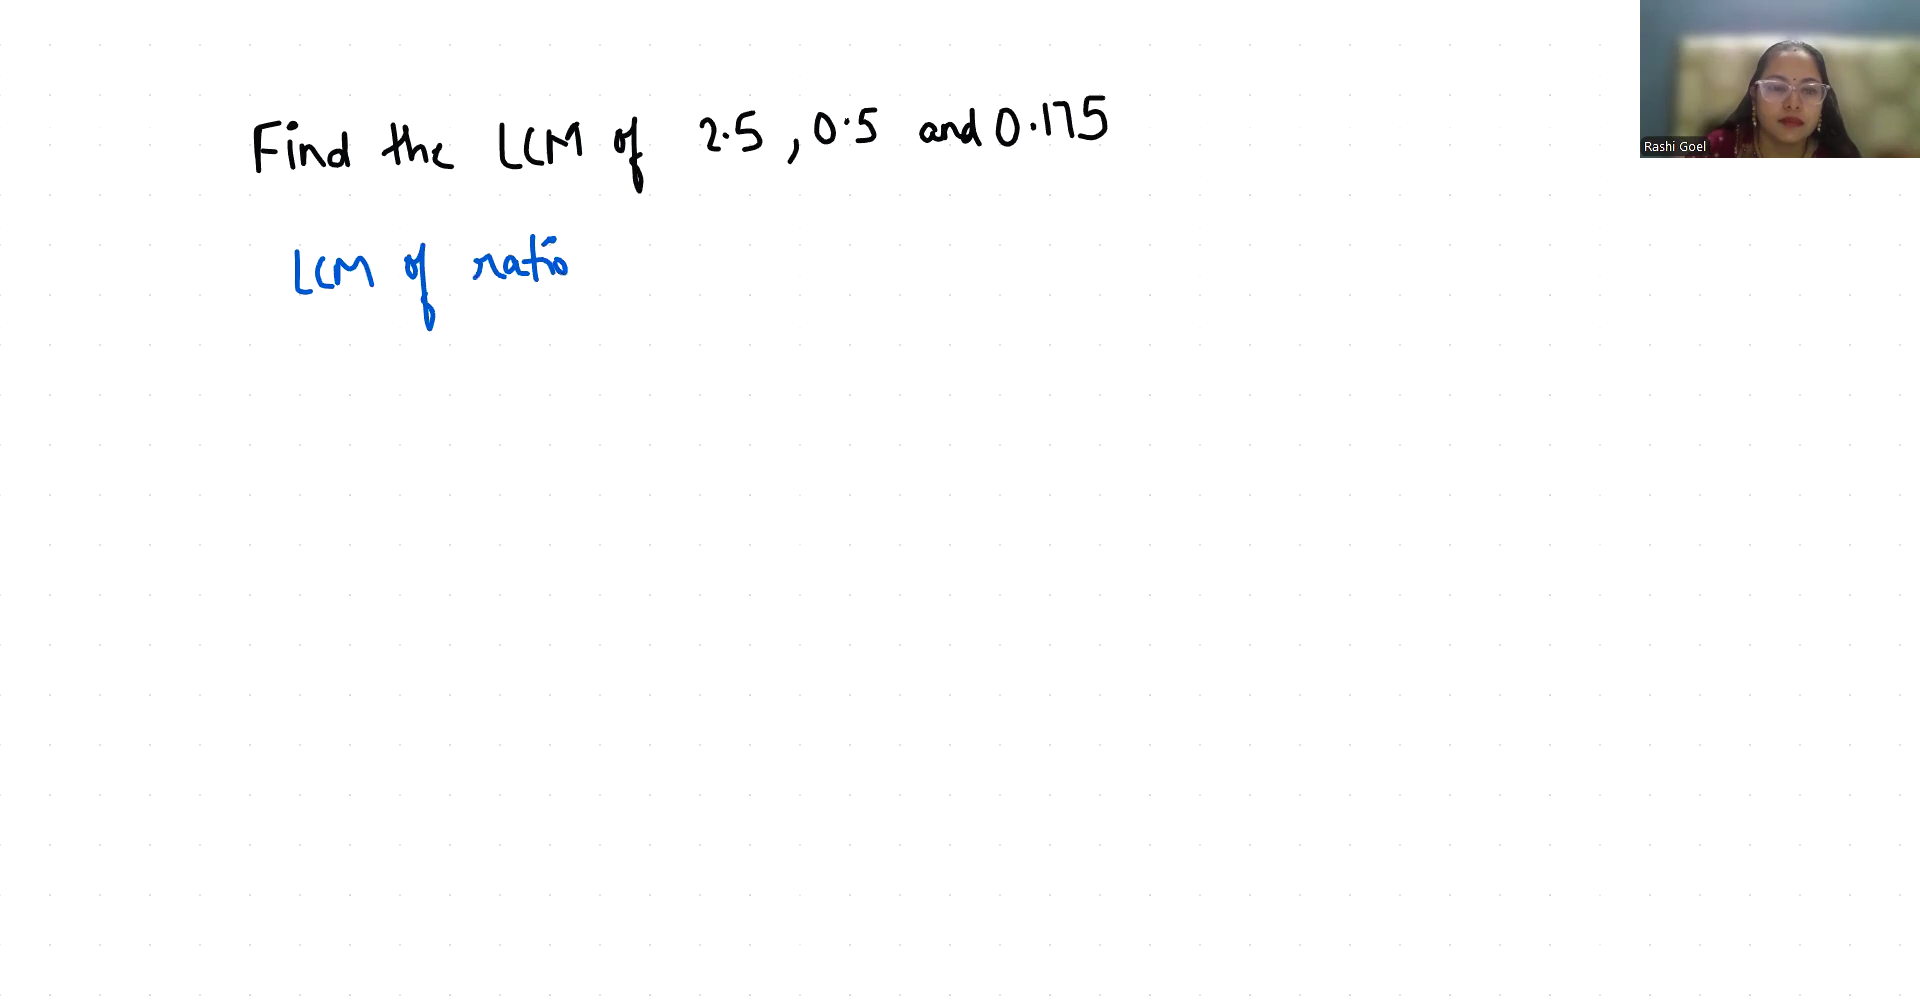 Find the LCM of 2.5, 0.5 and 0.175
Rashi Goel
LCM of ratio